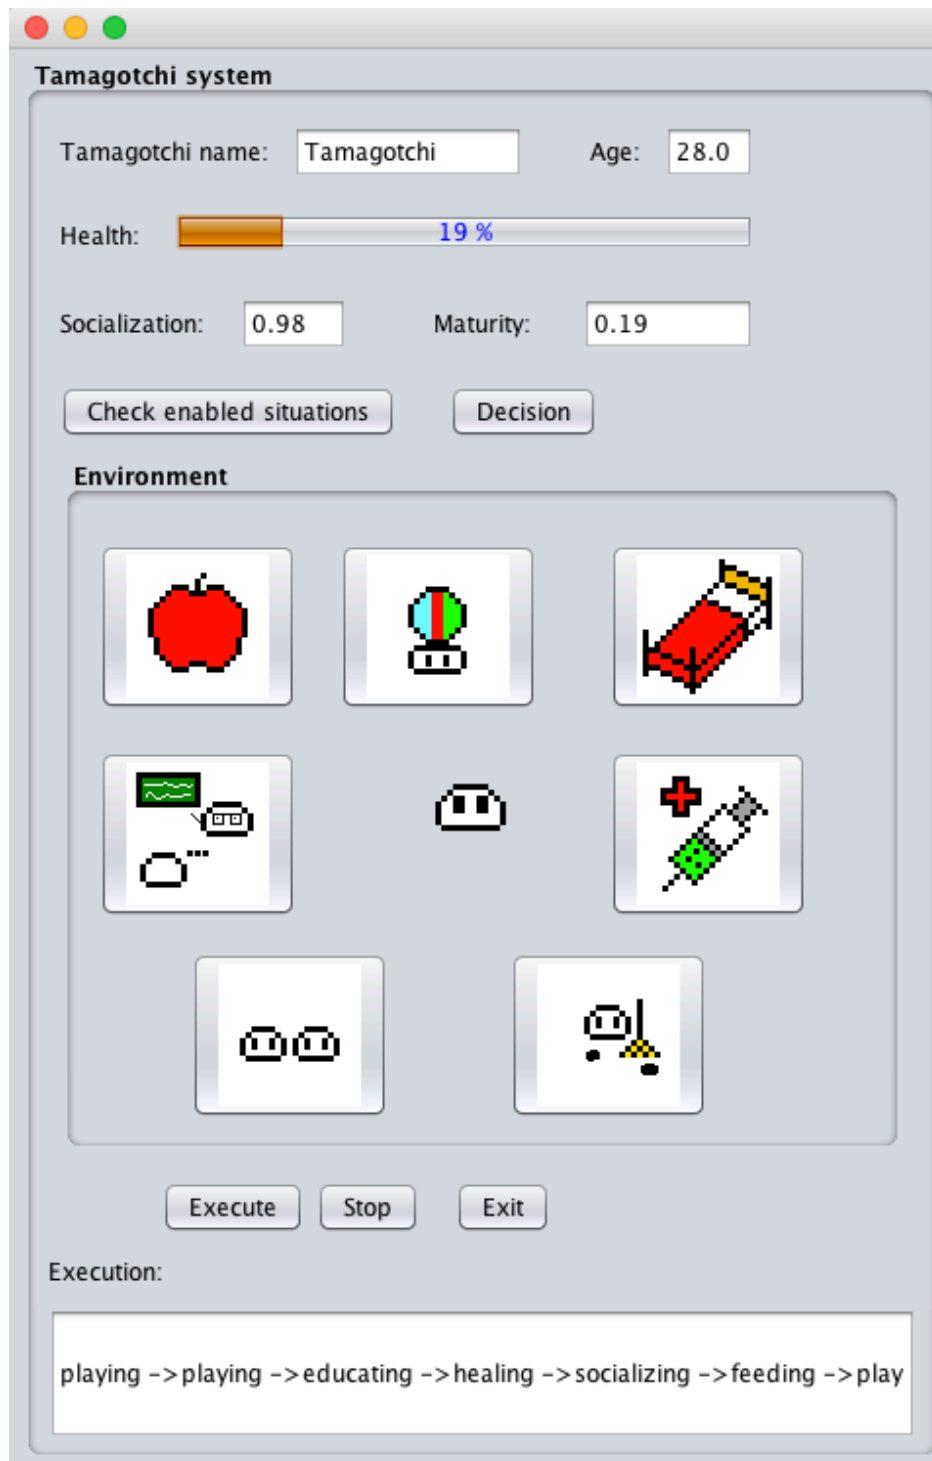 Tamagotchi system
Tamagotchi name: Tamagotchi Age: 28.0
Health: 19 %
Socialization: 0.98 Maturity: 0.19
Check enabled situations Decision
Environment
Execute Stop Exit
Execution:
playing ->playing ->educating ->healing ->socializing ->feeding ->play